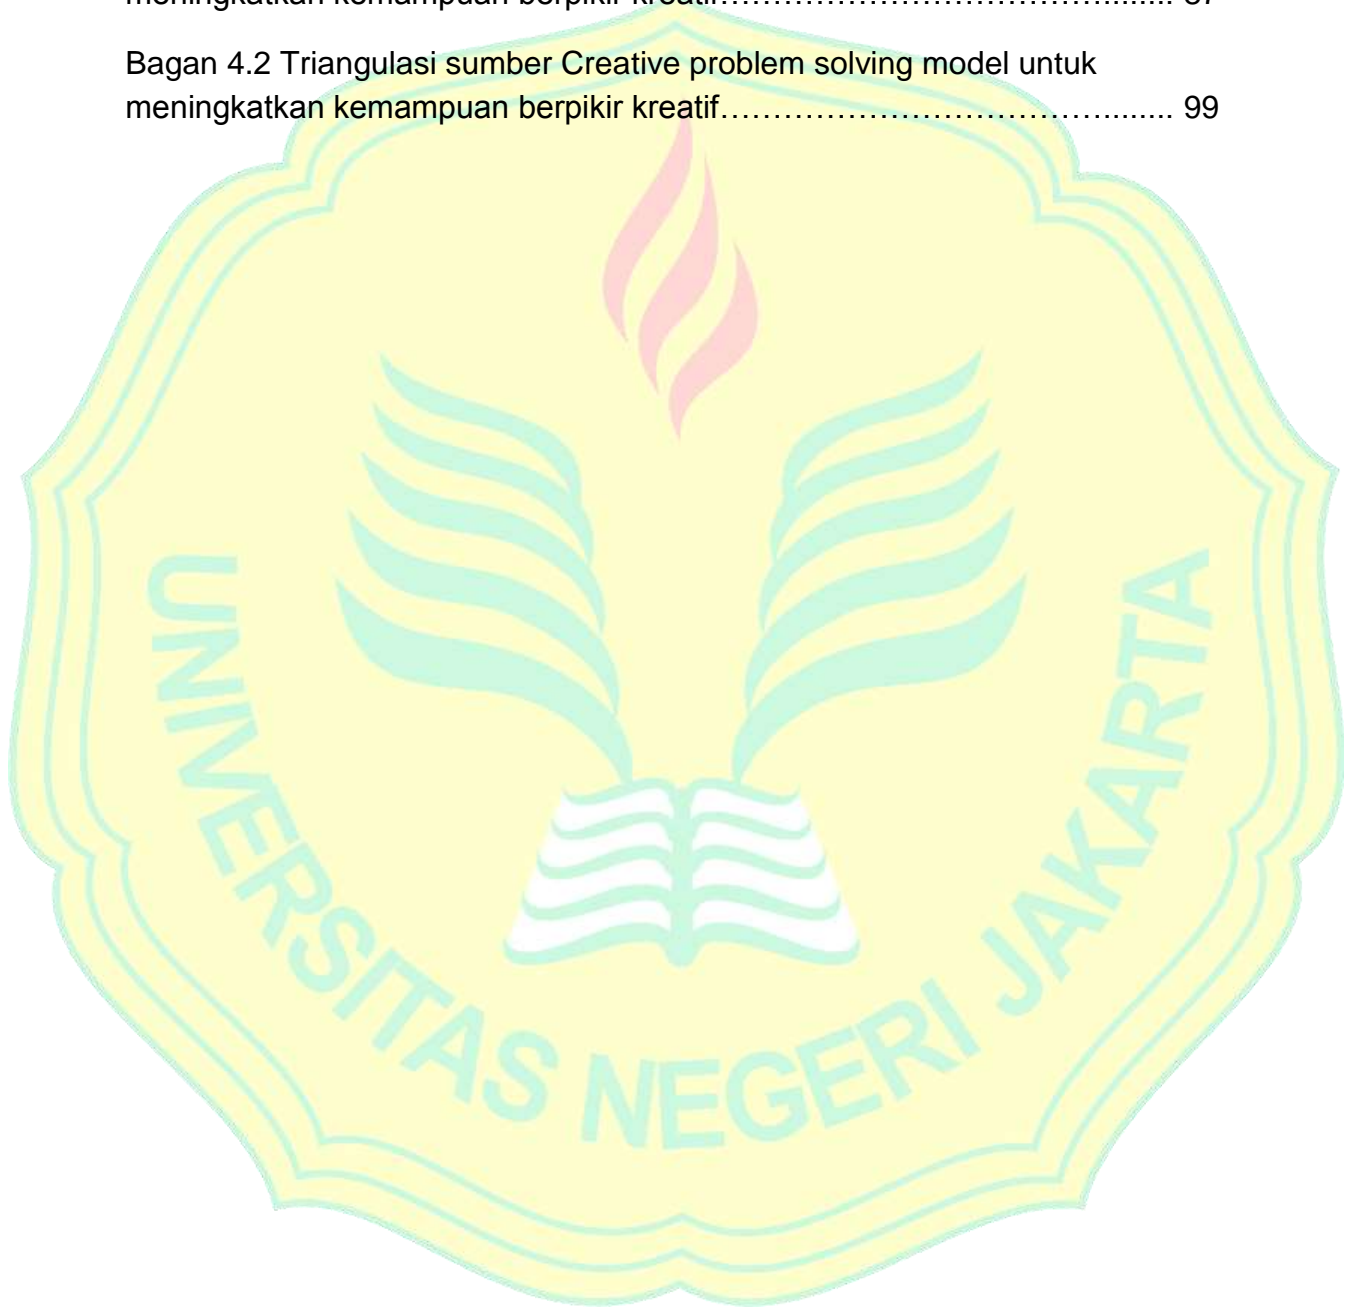 meningkatkan kemampuan berpikir kreatif……………………………………....... 87
Bagan 4.2 Triangulasi sumber Creative problem solving model untuk
meningkatkan kemampuan berpikir kreatif……………………………………....... 99
UNIVERSITAS NEGERI JAKARTA